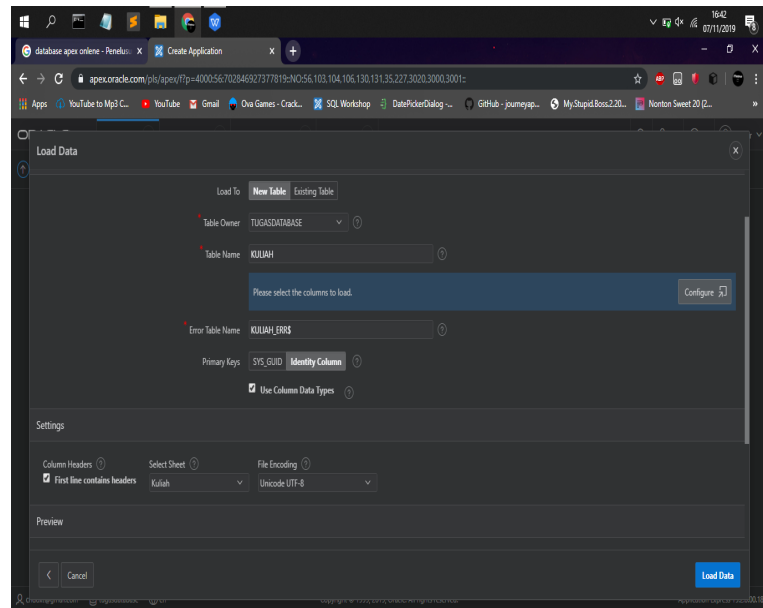 16:42
07/11/2019
database apex onlene - Penelusu X
Create Application X
apex.oracle.com/pls/apex/f?p=4000:56:702846927377819::NO:56,103,104,106,130,131,35,227,3020,3000,3001::
Apps YouTube to Mp3 C... YouTube Gmail Ova Games - Crack... SQL Workshop DatePickerDialog -... GitHub - journeyap... My.Stupid.Boss.2.20... Nonton Sweet 20 (2... »
Load Data
Load To New Table Existing Table
* Table Owner TUGASDATABASE
* Table Name KULIAH
Please select the columns to load. Configure
* Error Table Name KULIAH_ERR$
Primary Keys SYS_GUID Identity Column
Use Column Data Types
Settings
Column Headers Select Sheet File Encoding
First line contains headers Kuliah Unicode UTF-8
Preview
Cancel Load Data